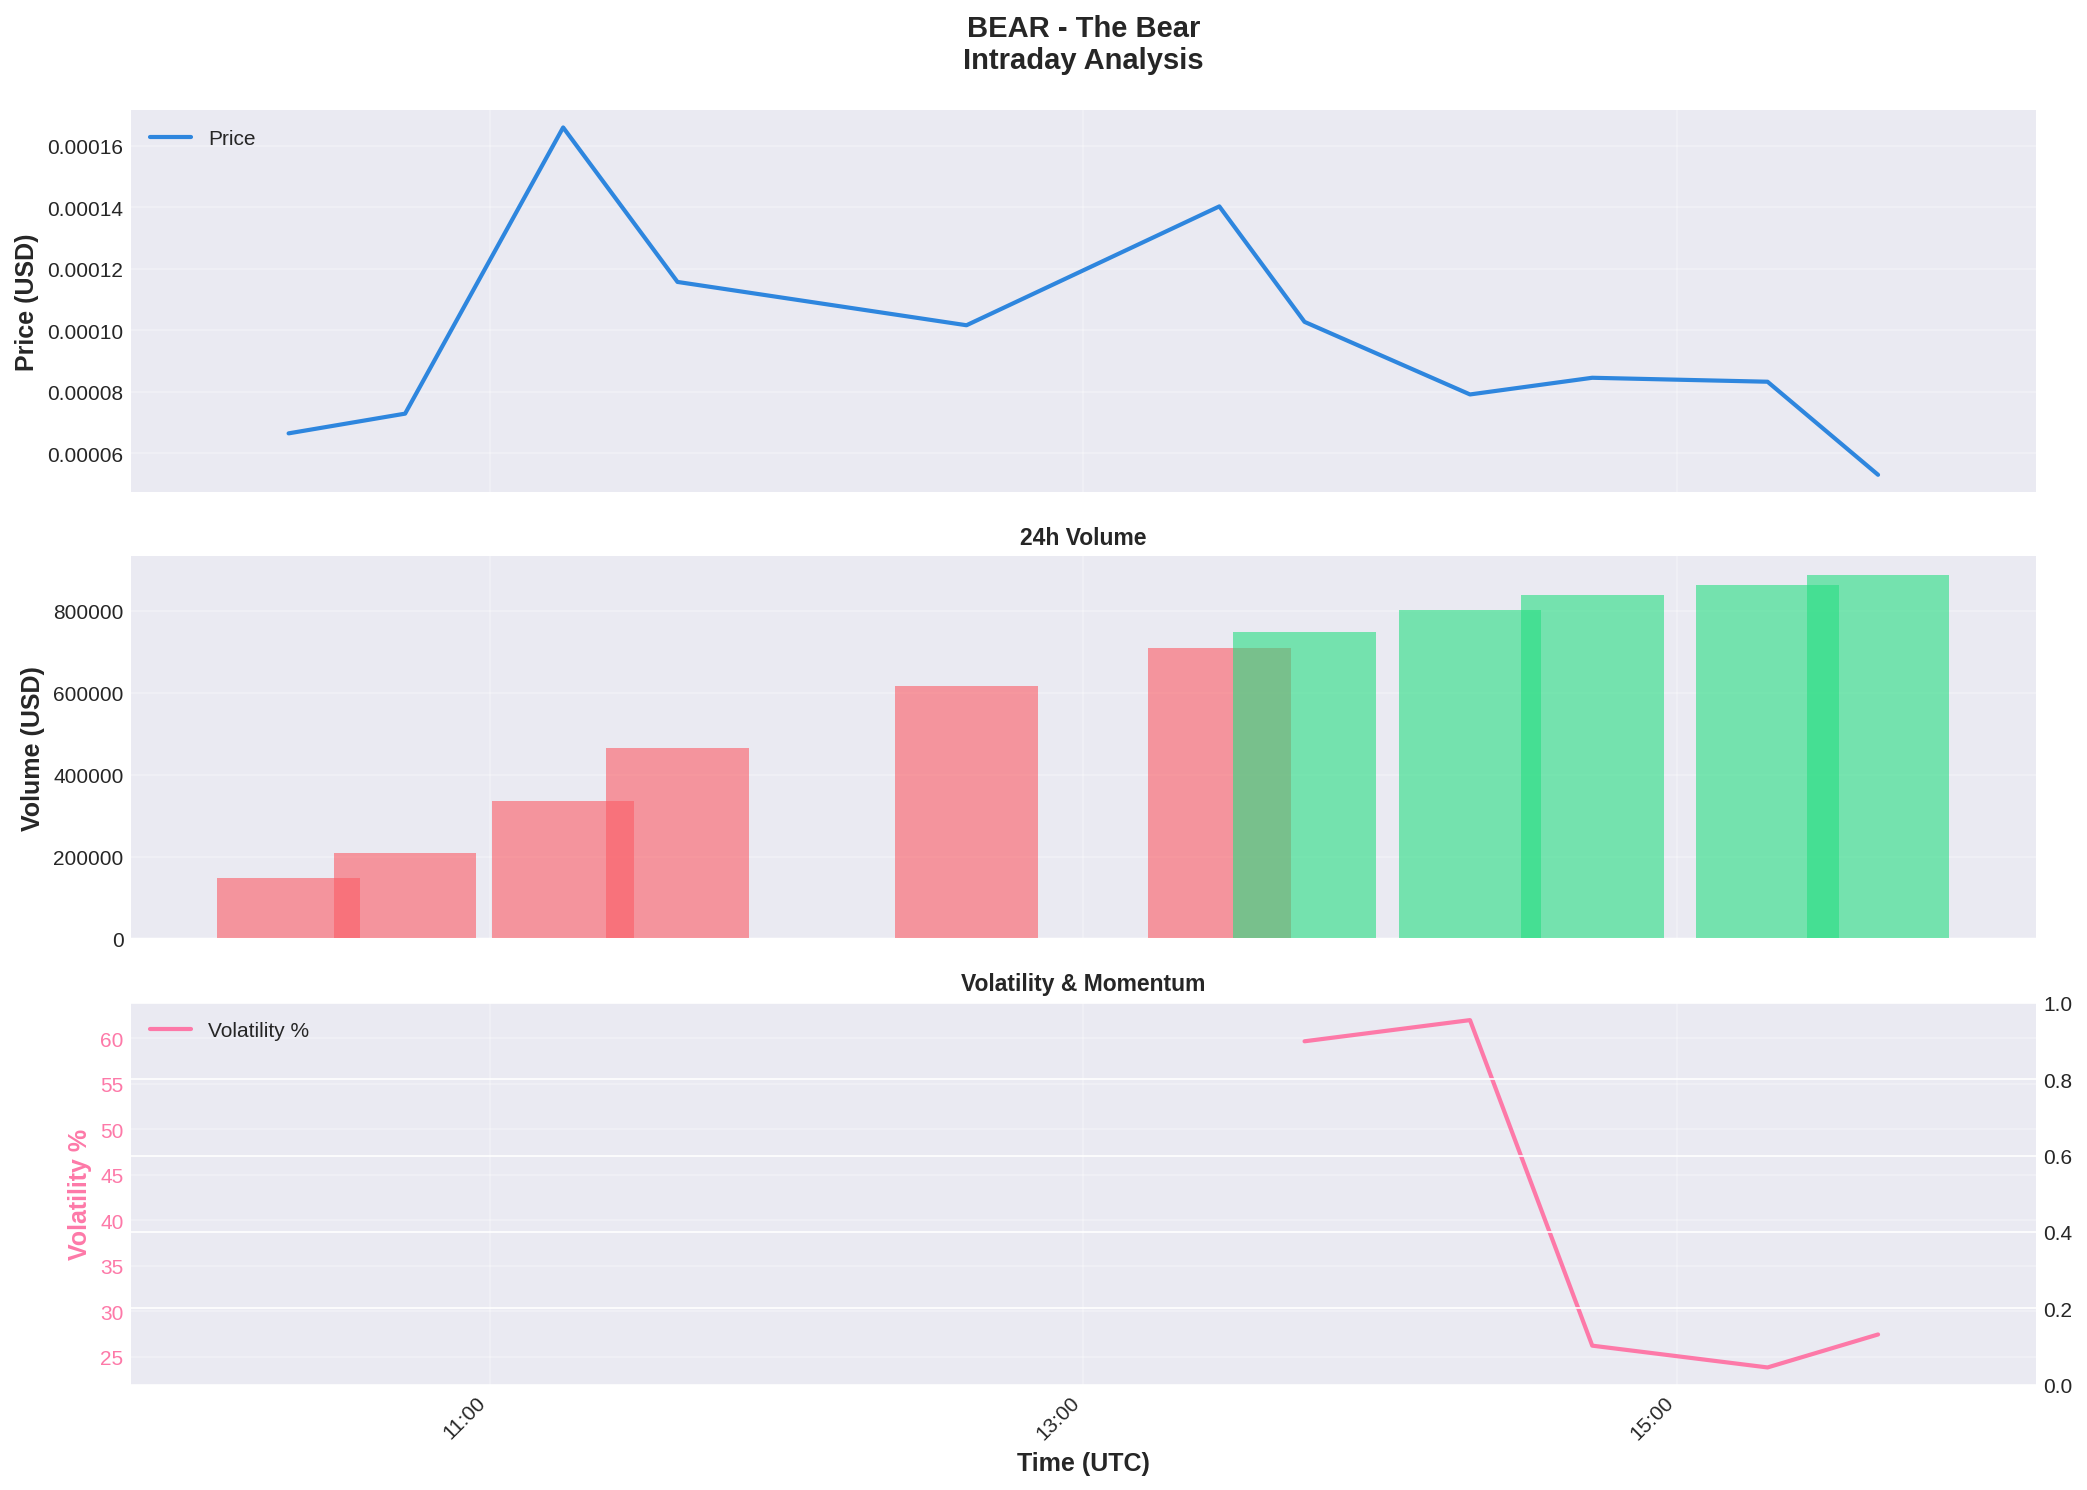 BEAR - The Bear
Intraday Analysis
Price
Price (USD)
0.00016
0.00014
0.00012
0.00010
0.00008
0.00006
24h Volume
Volume (USD)
800000
600000
400000
200000
0
Volatility & Momentum
Volatility %
Volatility %
60
55
50
45
40
35
30
25
1.0
0.8
0.6
0.4
0.2
0.0
11:00
13:00
15:00
Time (UTC)